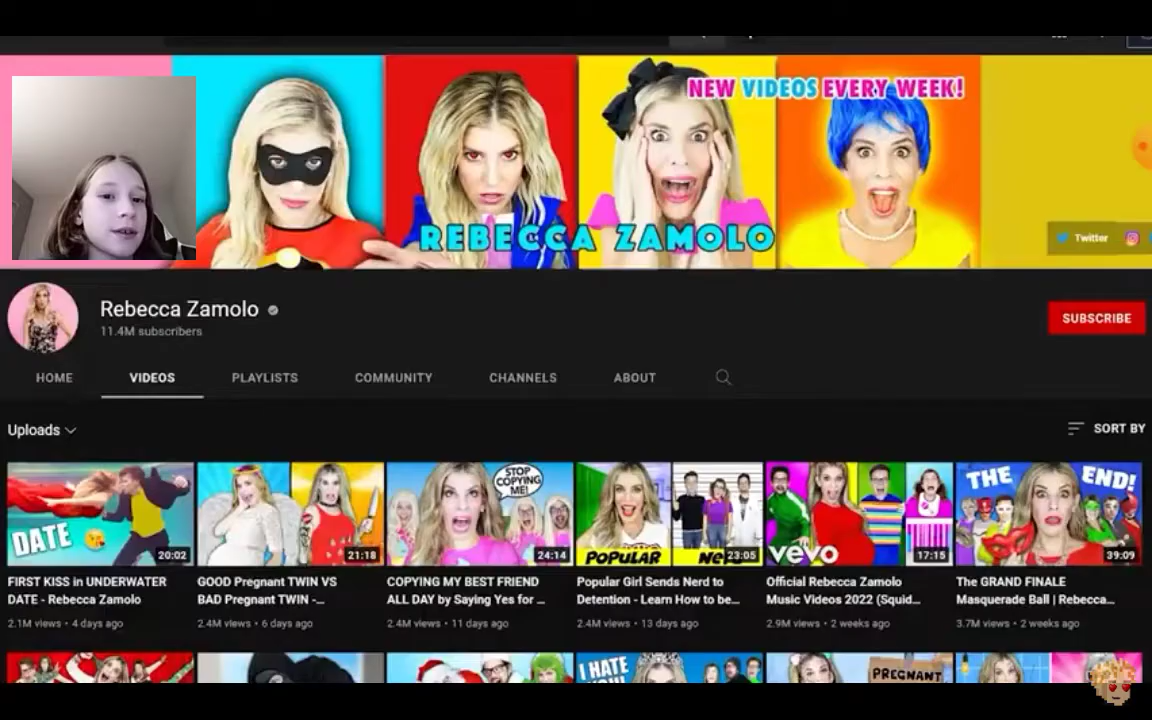 NEW VIDEOS EVERY WEEK!
REBECCA ZAMOLO
Twitter
Rebecca Zamolo
11.4M subscribers
SUBSCRIBE
HOME VIDEOS PLAYLISTS COMMUNITY CHANNELS ABOUT
Uploads
SORT BY
DATE
20:02
21:18
STOP
COPYING
ME!
24:14
POPULAR
23:05
vevo
17:15
THE END!
39:09
FIRST KISS in UNDERWATER
DATE - Rebecca Zamolo
2.1M views • 4 days ago
GOOD Pregnant TWIN VS
BAD Pregnant TWIN -...
2.4M views • 6 days ago
COPYING MY BEST FRIEND
ALL DAY by Saying Yes for ...
2.4M views • 11 days ago
Popular Girl Sends Nerd to
Detention - Learn How to be...
2.4M views • 13 days ago
Official Rebecca Zamolo
Music Videos 2022 (Squid...
2.9M views • 2 weeks ago
The GRAND FINALE
Masquerade Ball | Rebecca...
3.7M views • 2 weeks ago
I HATE
PREGNANT